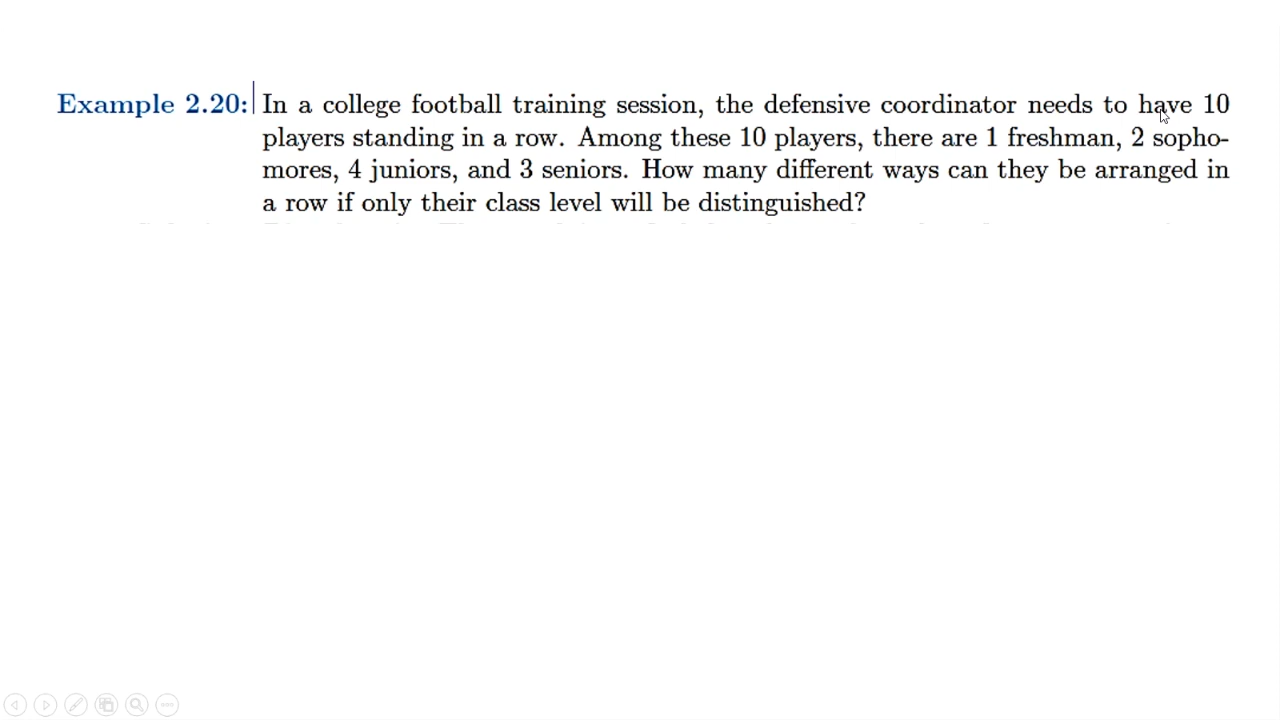 Example 2.20: In a college football training session, the defensive coordinator needs to have 10
players standing in a row. Among these 10 players, there are 1 freshman, 2 sopho-
mores, 4 juniors, and 3 seniors. How many different ways can they be arranged in
a row if only their class level will be distinguished?